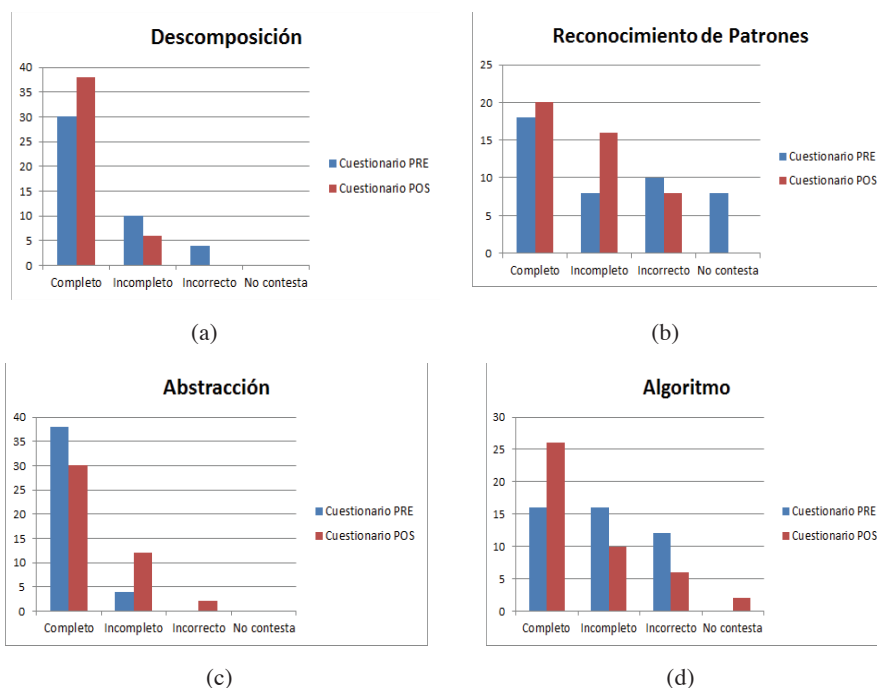 Descomposición
40
35
30
25
20
15
10
5
0
Completo Incompleto Incorrecto No contesta
Cuestionario PRE
Cuestionario POS
(a)
Reconocimiento de Patrones
25
20
15
10
5
0
Completo Incompleto Incorrecto No contesta
Cuestionario PRE
Cuestionario POS
(b)
Abstracción
40
35
30
25
20
15
10
5
0
Completo Incompleto Incorrecto No contesta
Cuestionario PRE
Cuestionario POS
(c)
Algoritmo
30
25
20
15
10
5
0
Completo Incompleto Incorrecto No contesta
Cuestionario PRE
Cuestionario POS
(d)